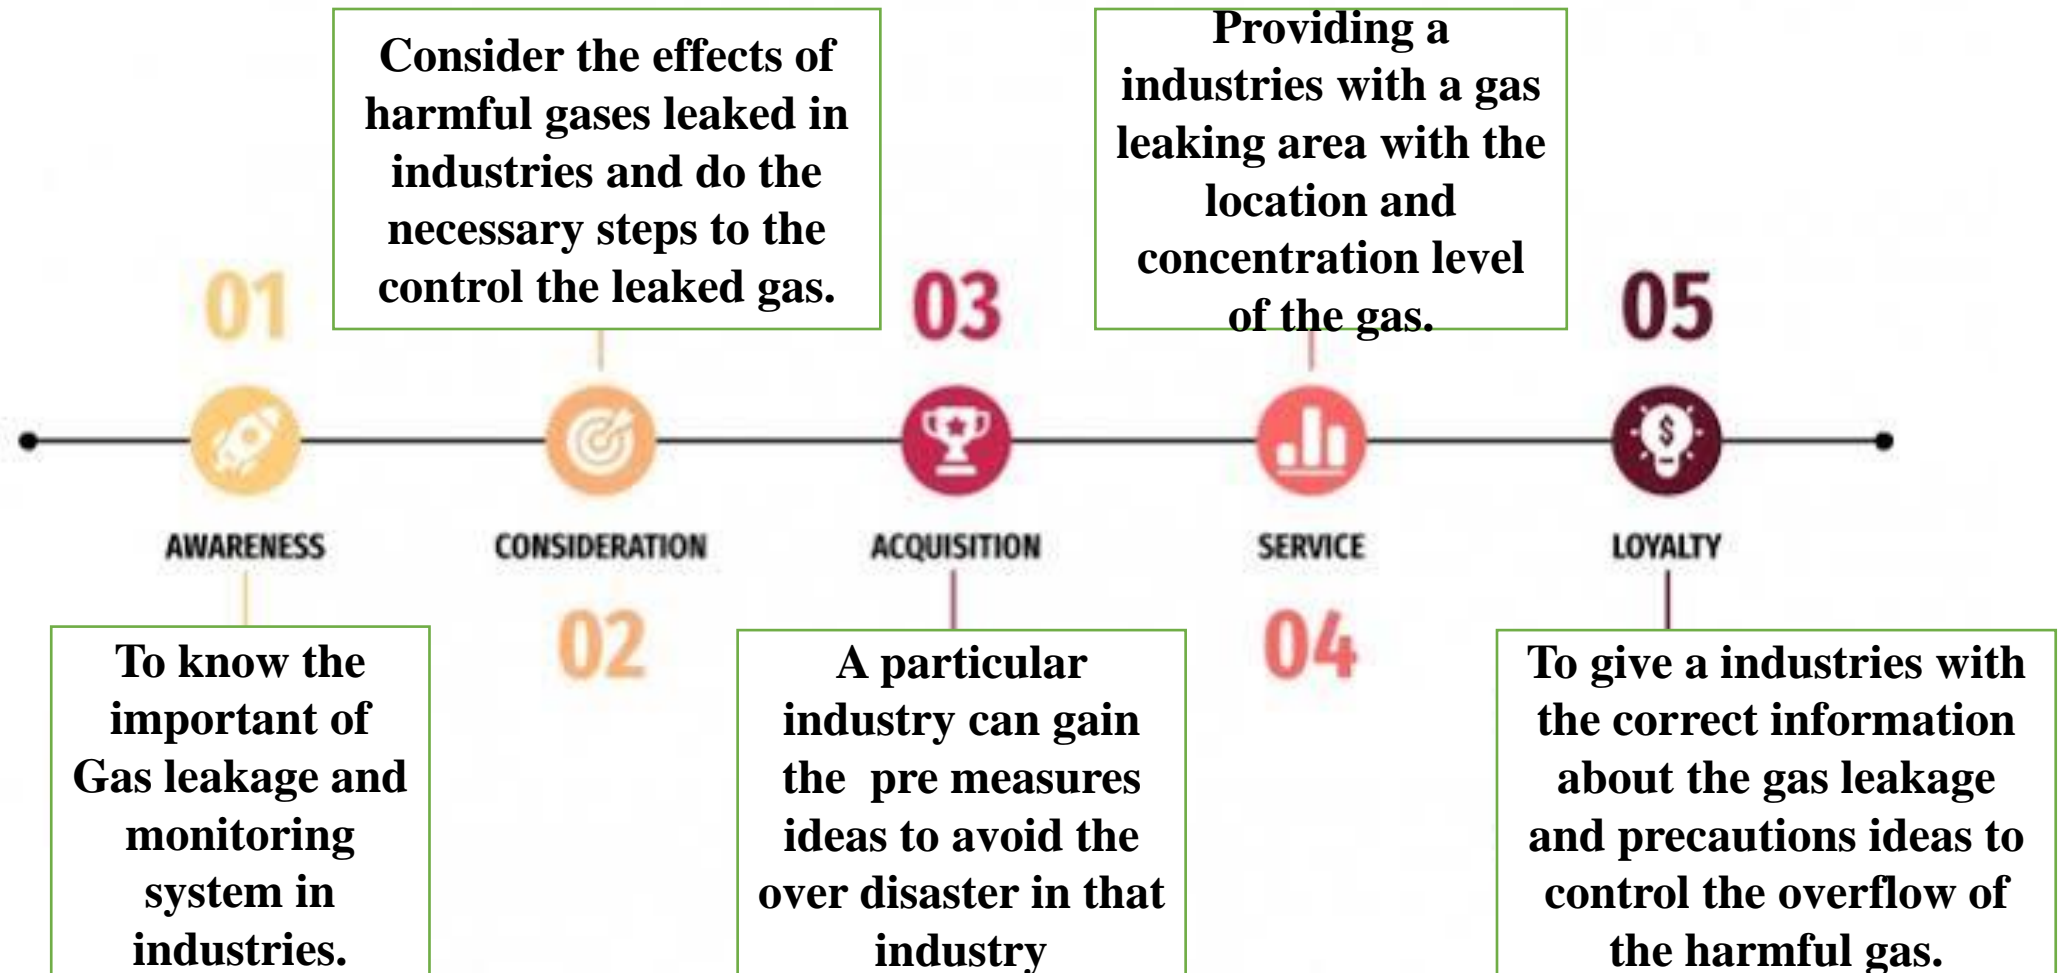 Consider the effects of
harmful gases leaked in
industries and do the
necessary steps to the
control the leaked gas.
Providing a
industries with a gas
leaking area with the
location and
concentration level
of the gas.
01
03
05
AWARENESS
CONSIDERATION
ACQUISITION
SERVICE
LOYALTY
02
04
To know the
important of
Gas leakage and
monitoring
system in
industries.
A particular
industry can gain
the  pre measures
ideas to avoid the
over disaster in that
industry
To give a industries with
the correct information
about the gas leakage
and precautions ideas to
control the overflow of
the harmful gas.
$